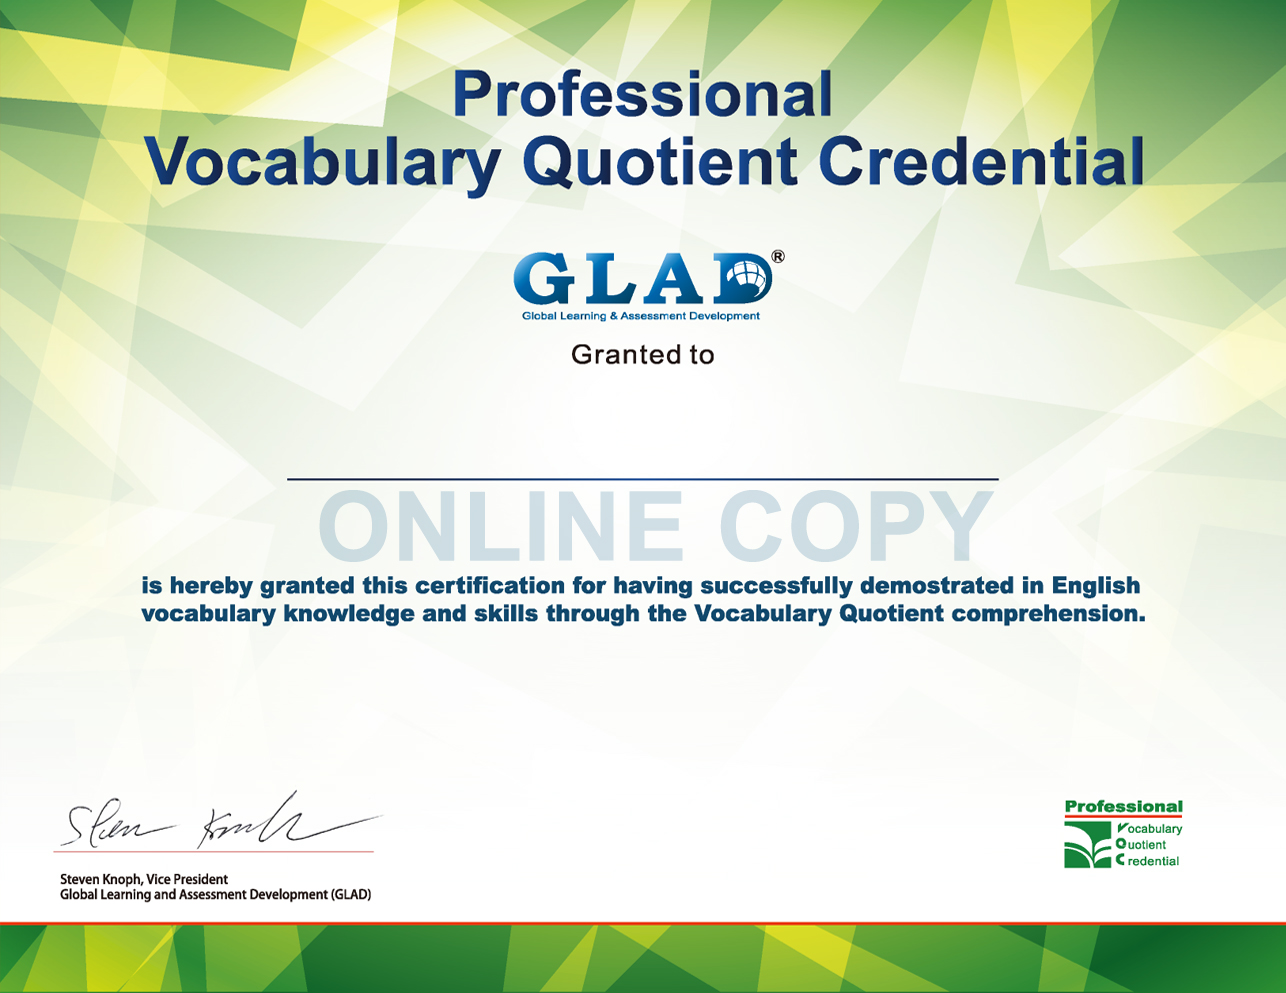 Professional
Vocabulary Quotient Credential
GLAD®
Global Learning & Assessment Development
Granted to
ONLINE COPY
is hereby granted this certification for having successfully demostrated in English
vocabulary knowledge and skills through the Vocabulary Quotient comprehension.
Steven Knoph
Steven Knoph, Vice President
Global Learning and Assessment Development (GLAD)
Professional
Vocabulary
Quotient
Credential